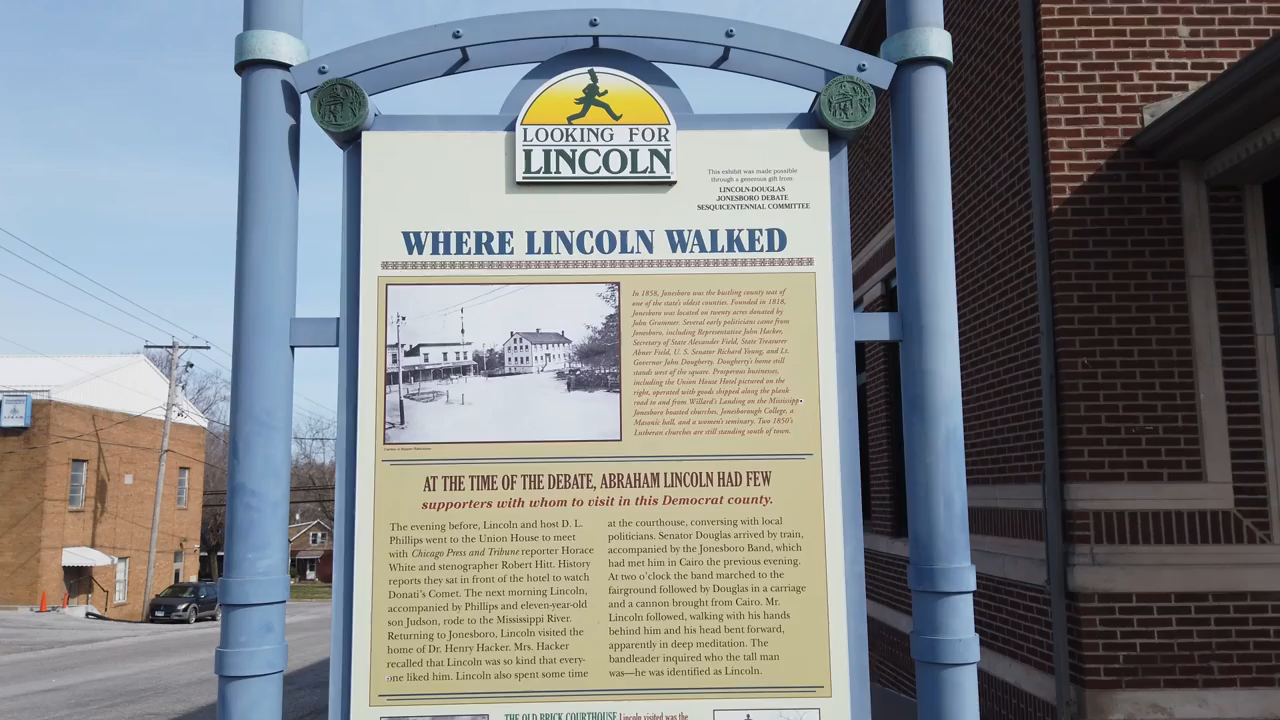 LOOKING FOR
LINCOLN
This exhibit was made possible
through a generous gift from:
LINCOLN-DOUGLAS
JONESBORO DEBATE
SESQUICENTENNIAL COMMITTEE
WHERE LINCOLN WALKED
In 1858, Jonesboro was the bustling county seat of
one of the state's oldest counties. Founded in 1818,
Jonesboro was located on twenty acres donated by
John Grammer. Several early politicians came from
Jonesboro, including Representative John Hacker,
Secretary of State Alexander Field, State Treasurer
Abner Field, U. S. Senator Richard Young, and Lt.
Governor John Dougherty. Dougherty's home still
stands west of the square. Prosperous businesses,
including the Union House Hotel pictured on the
right, operated with goods shipped along the plank
road to and from Willard's Landing on the Mississippi.
Jonesboro boasted churches, Jonesborough College, a
Masonic hall, and a women's seminary. Two 1850's
Lutheran churches are still standing south of town.
AT THE TIME OF THE DEBATE, ABRAHAM LINCOLN HAD FEW
supporters with whom to visit in this Democrat county.
The evening before, Lincoln and host D. L.
Phillips went to the Union House to meet
with Chicago Press and Tribune reporter Horace
White and stenographer Robert Hitt. History
reports they sat in front of the hotel to watch
Donati's Comet. The next morning Lincoln,
accompanied by Phillips and eleven-year-old
son Judson, rode to the Mississippi River.
Returning to Jonesboro, Lincoln visited the
home of Dr. Henry Hacker. Mrs. Hacker
recalled that Lincoln was so kind that every-
one liked him. Lincoln also spent some time
at the courthouse, conversing with local
politicians. Senator Douglas arrived by train,
accompanied by the Jonesboro Band, which
had met him in Cairo the previous evening.
At two o'clock the band marched to the
fairground followed by Douglas in a carriage
and a cannon brought from Cairo. Mr.
Lincoln followed, walking with his hands
behind him and his head bent forward,
apparently in deep meditation. The
bandleader inquired who the tall man
was—he was identified as Lincoln.
THE OLD BRICK COURTHOUSE Lincoln visited was the